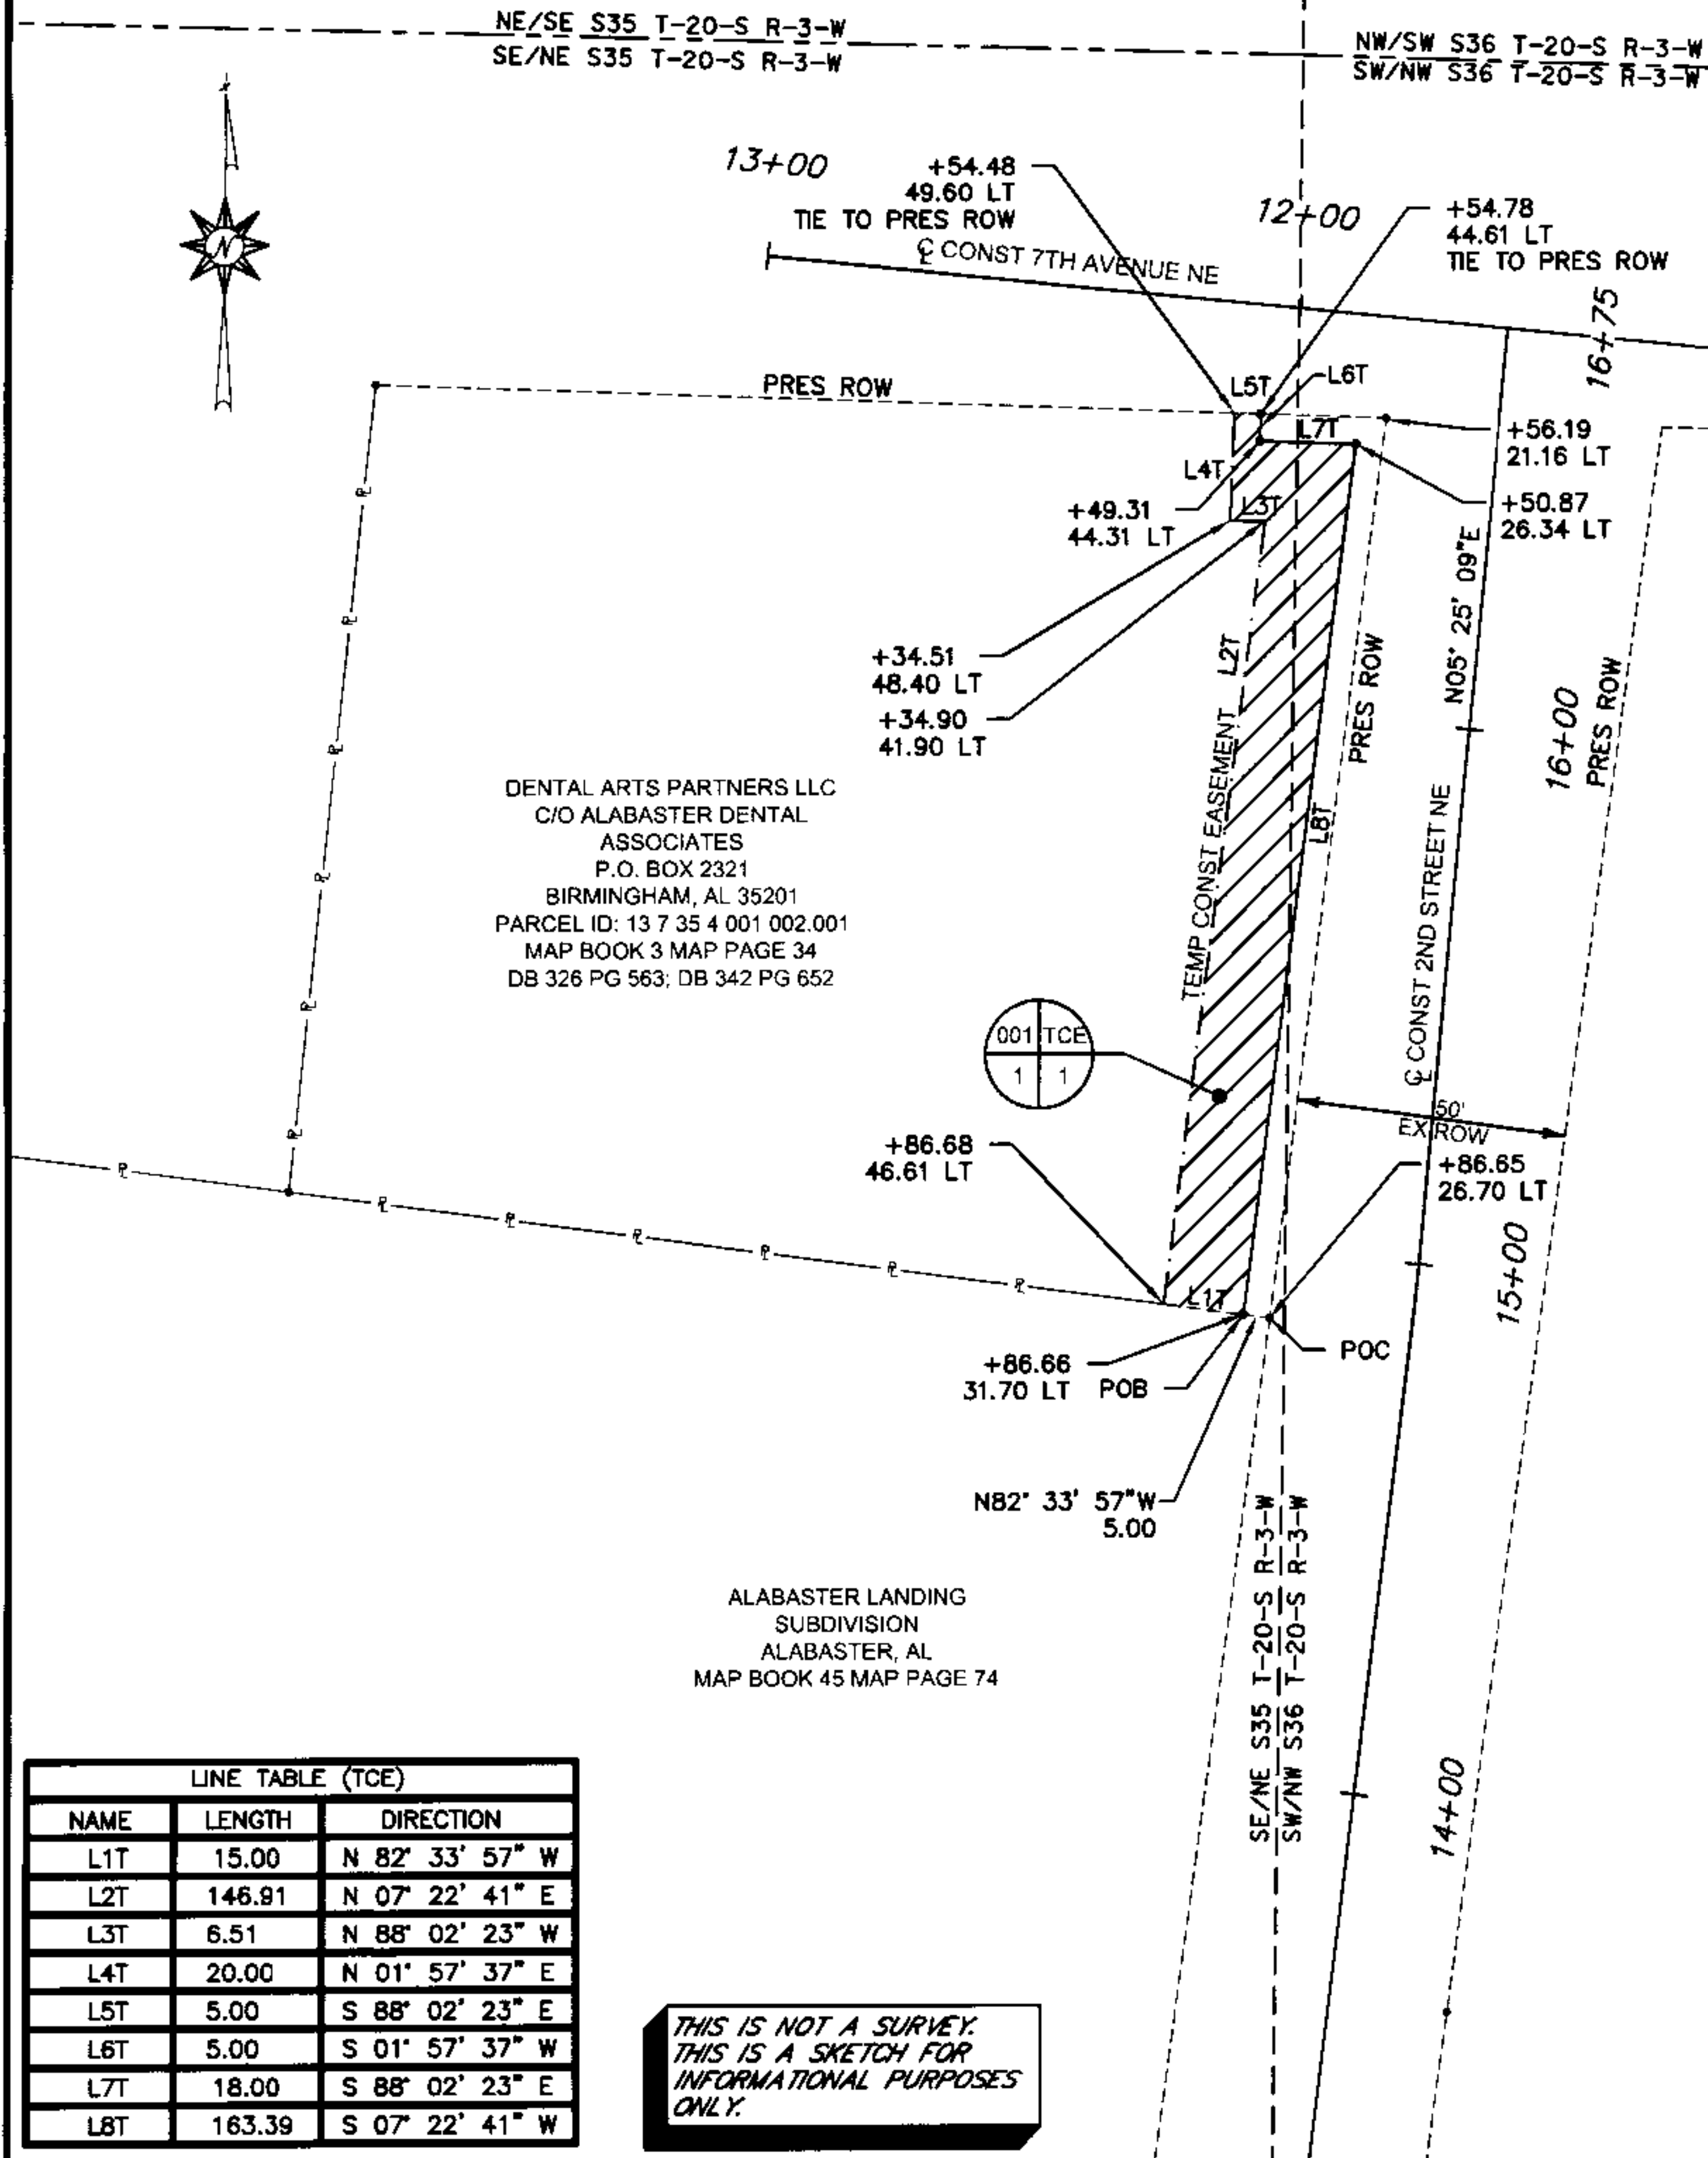 NE/SE S35 T-20-S R-3-W
SE/NE S35 T-20-S R-3-W
NW/SW S36 T-20-S R-3-W
SW/NW S36 T-20-S R-3-W
N
13+00
+54.48
49.60 LT
TIE TO PRES ROW
12+00
+54.78
44.61 LT
TIE TO PRES ROW
℄ CONST 7TH AVENUE NE
16+75
PRES ROW
L5T
L6T
L7T
+56.19
21.16 LT
L4T
L3T
+49.31
44.31 LT
+50.87
26.34 LT
N05° 25' 09"E
+34.51
48.40 LT
+34.90
41.90 LT
L2T
TEMP CONST EASEMENT
L8T
PRES ROW
16+00
PRES ROW
DENTAL ARTS PARTNERS LLC
C/O ALABASTER DENTAL
ASSOCIATES
P.O. BOX 2321
BIRMINGHAM, AL 35201
PARCEL ID: 13 7 35 4 001 002.001
MAP BOOK 3 MAP PAGE 34
DB 326 PG 563; DB 342 PG 652
℄ CONST 2ND STREET NE
001 TCE
1 1
50'
EX ROW
+86.68
46.61 LT
+86.65
26.70 LT
15+00
L1T
POC
+86.66
31.70 LT POB
N82° 33' 57"W
5.00
SE/NE S35 T-20-S R-3-W
SW/NW S36 T-20-S R-3-W
ALABASTER LANDING
SUBDIVISION
ALABASTER, AL
MAP BOOK 45 MAP PAGE 74
14+00
LINE TABLE (TCE)
NAME LENGTH DIRECTION
L1T 15.00 N 82° 33' 57" W
L2T 146.91 N 07° 22' 41" E
L3T 6.51 N 88° 02' 23" W
L4T 20.00 N 01° 57' 37" E
L5T 5.00 S 88° 02' 23" E
L6T 5.00 S 01° 57' 37" W
L7T 18.00 S 88° 02' 23" E
L8T 163.39 S 07° 22' 41" W
THIS IS NOT A SURVEY.
THIS IS A SKETCH FOR
INFORMATIONAL PURPOSES
ONLY.